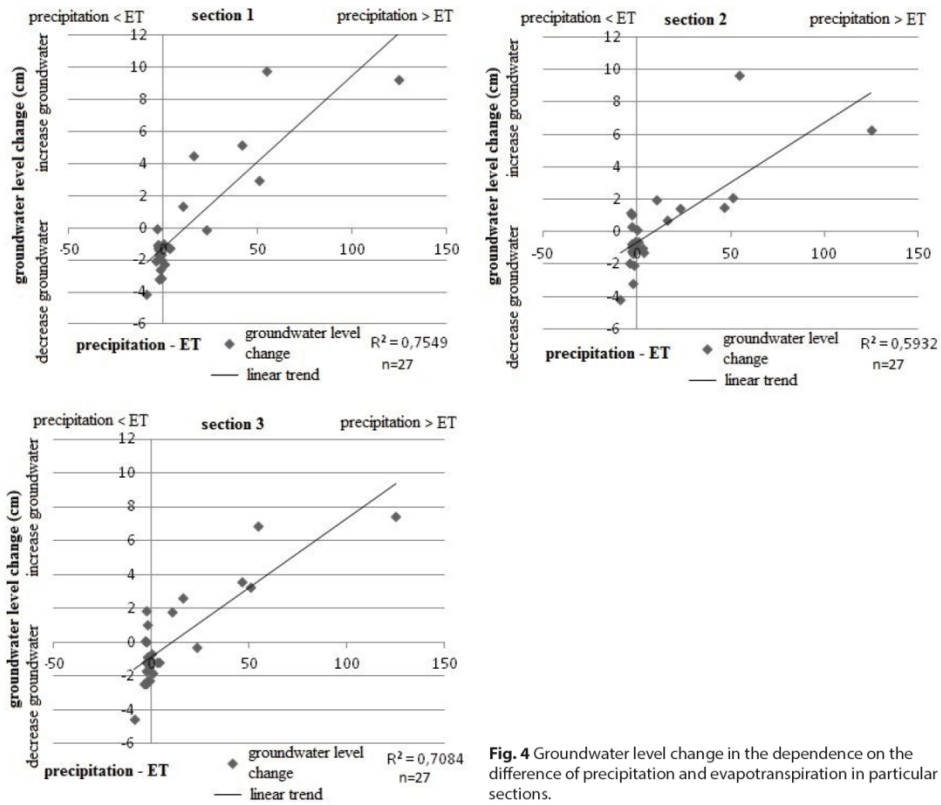 precipitation < ET section 1 precipitation > ET
groundwater level change (cm)
increase groundwater
decrease groundwater
12
10
8
6
4
2
0
-2
-4
-6
-50 0 50 100 150
precipitation - ET
groundwater level change
linear trend
R² = 0,7549
n=27
precipitation < ET section 2 precipitation > ET
groundwater level change (cm)
increase groundwater
decrease groundwater
12
10
8
6
4
2
0
-2
-4
-6
-50 0 50 100 150
precipitation - ET
groundwater level change
linear trend
R² = 0,5932
n=27
precipitation < ET section 3 precipitation > ET
groundwater level change (cm)
increase groundwater
decrease groundwater
12
10
8
6
4
2
0
-2
-4
-6
-50 0 50 100 150
precipitation - ET
groundwater level change
linear trend
R² = 0,7084
n=27
Fig. 4 Groundwater level change in the dependence on the
difference of precipitation and evapotranspiration in particular
sections.